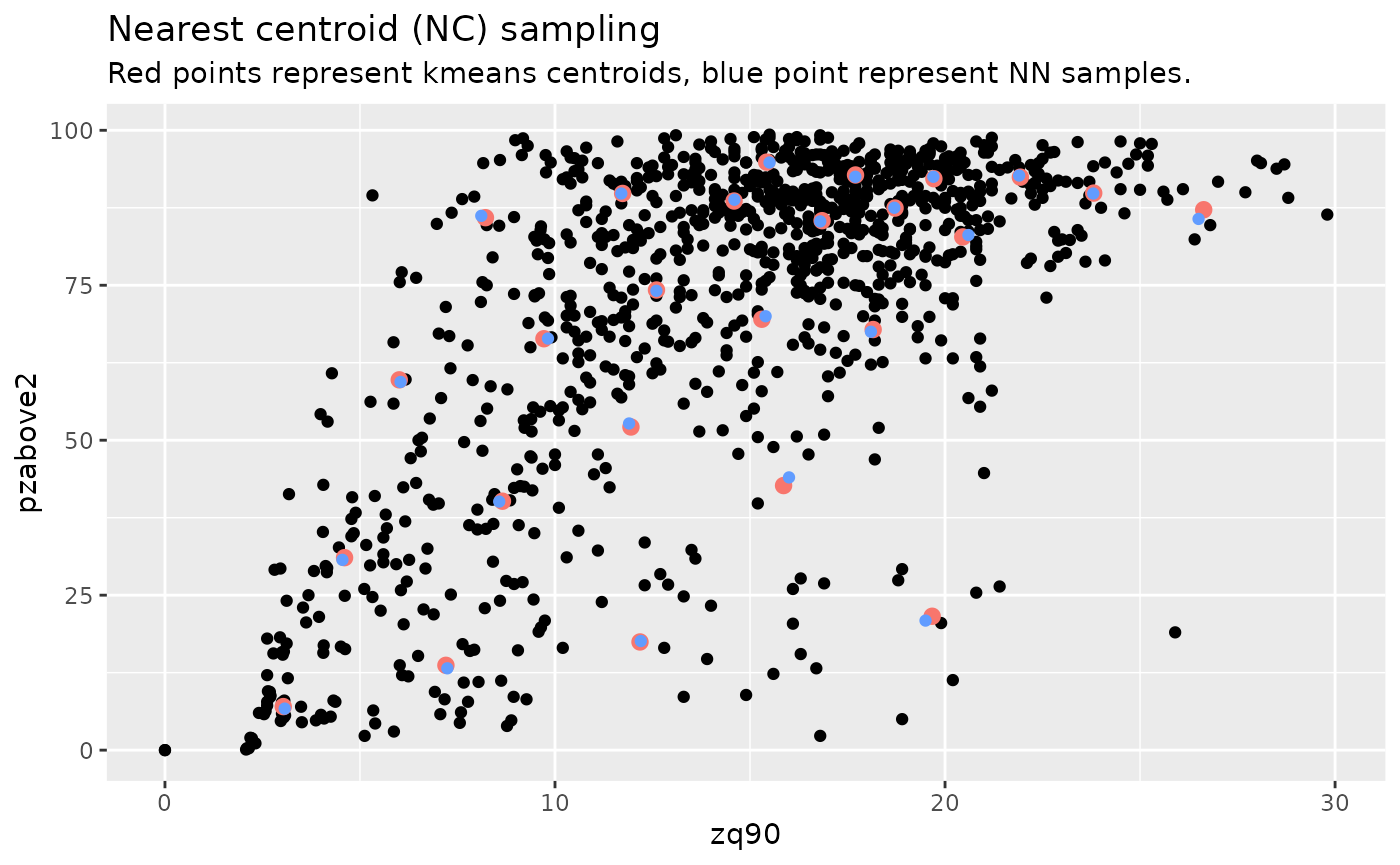 Nearest centroid (NC) sampling
Red points represent kmeans centroids, blue point represent NN samples.
100
75
50
25
0
pzabove2
0
10
20
30
zq90